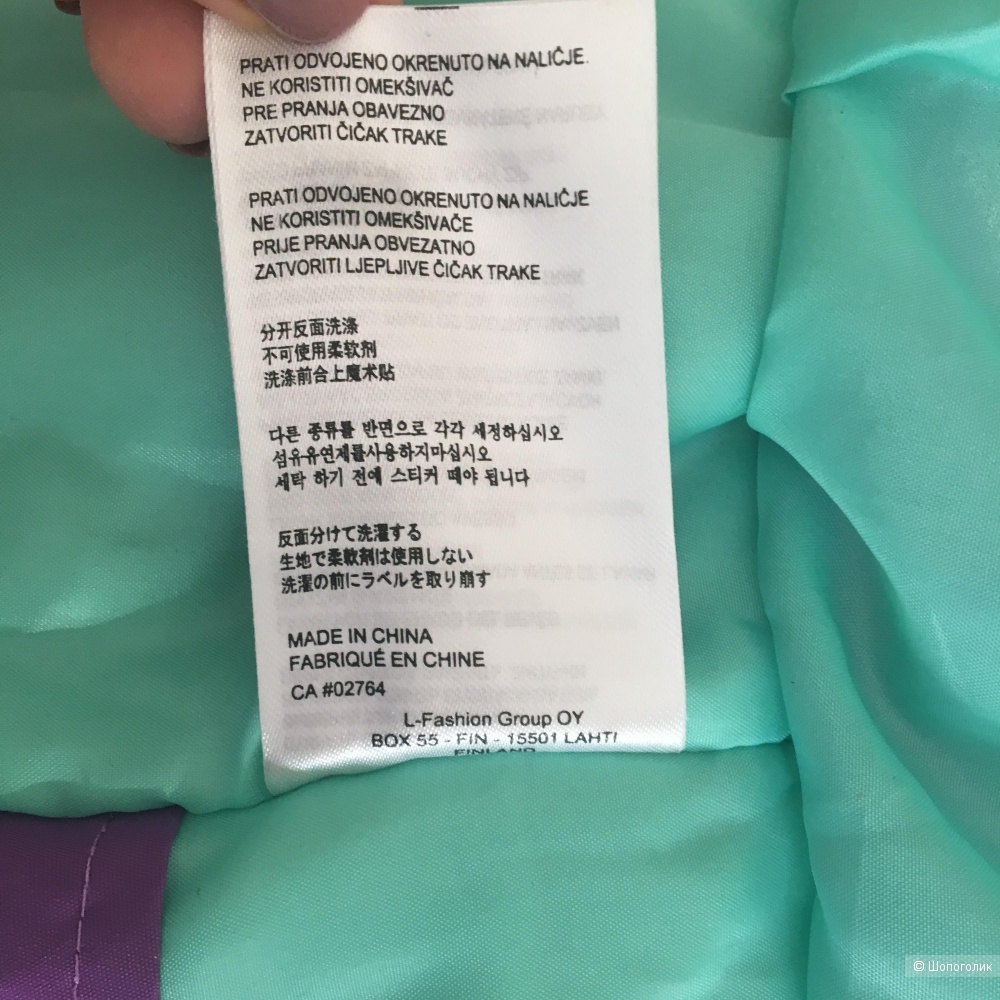 PRATI ODVOJENO OKRENUTO NA NALIČJE.
NE KORISTITI OMEKŠIVAČ
PRE PRANJA OBAVEZNO
ZATVORITI ČIČAK TRAKE
PRATI ODVOJENO OKRENUTO NA NALIČJE
NE KORISTITI OMEKŠIVAČE
PRIJE PRANJA OBVEZATNO
ZATVORITI LJEPLJIVE ČIČAK TRAKE
分开反面洗涤
不可使用柔软剂
洗涤前合上魔术贴
다른 종류를 반면으로 각각 세정하십시오
섬유유연제를사용하지마십시오
세탁 하기 전에 스티커 떼야 됩니다
反面分けて洗濯する
生地で柔軟剤は使用しない
洗濯の前にラベルを取り崩す
MADE IN CHINA
FABRIQUÉ EN CHINE
CA #02764
L-Fashion Group OY
BOX 55 - FIN - 15501 LAHTI
FINLAND
© Шопоголик